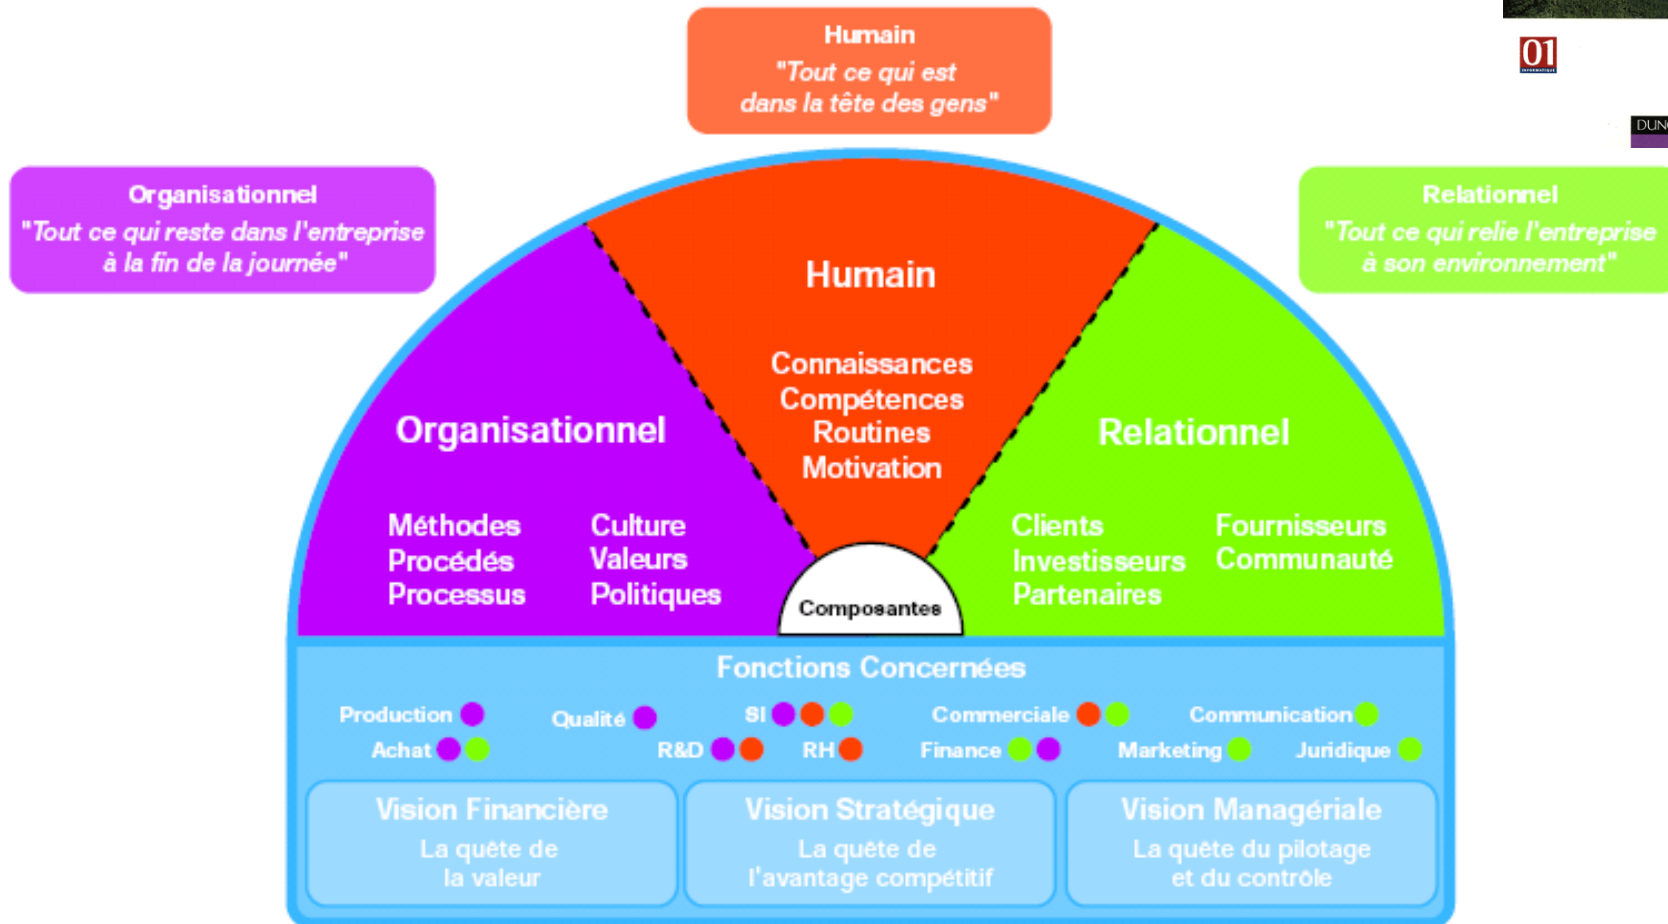 Humain
"Tout ce qui est
dans la tête des gens"
01
INFORMATIQUE
Organisationnel
"Tout ce qui reste dans l'entreprise
à la fin de la journée"
Relationnel
"Tout ce qui relie l'entreprise
à son environnement"
Humain
Connaissances
Compétences
Routines
Motivation
Organisationnel
Méthodes
Procédés
Processus
Culture
Valeurs
Politiques
Relationnel
Clients
Investisseurs
Partenaires
Fournisseurs
Communauté
Composantes
Fonctions Concernées
Production
Qualité
SI
Commerciale
Communication
Achat
R&D
RH
Finance
Marketing
Juridique
Vision Financière
La quête de
la valeur
Vision Stratégique
La quête de
l'avantage compétitif
Vision Managériale
La quête du pilotage
et du contrôle